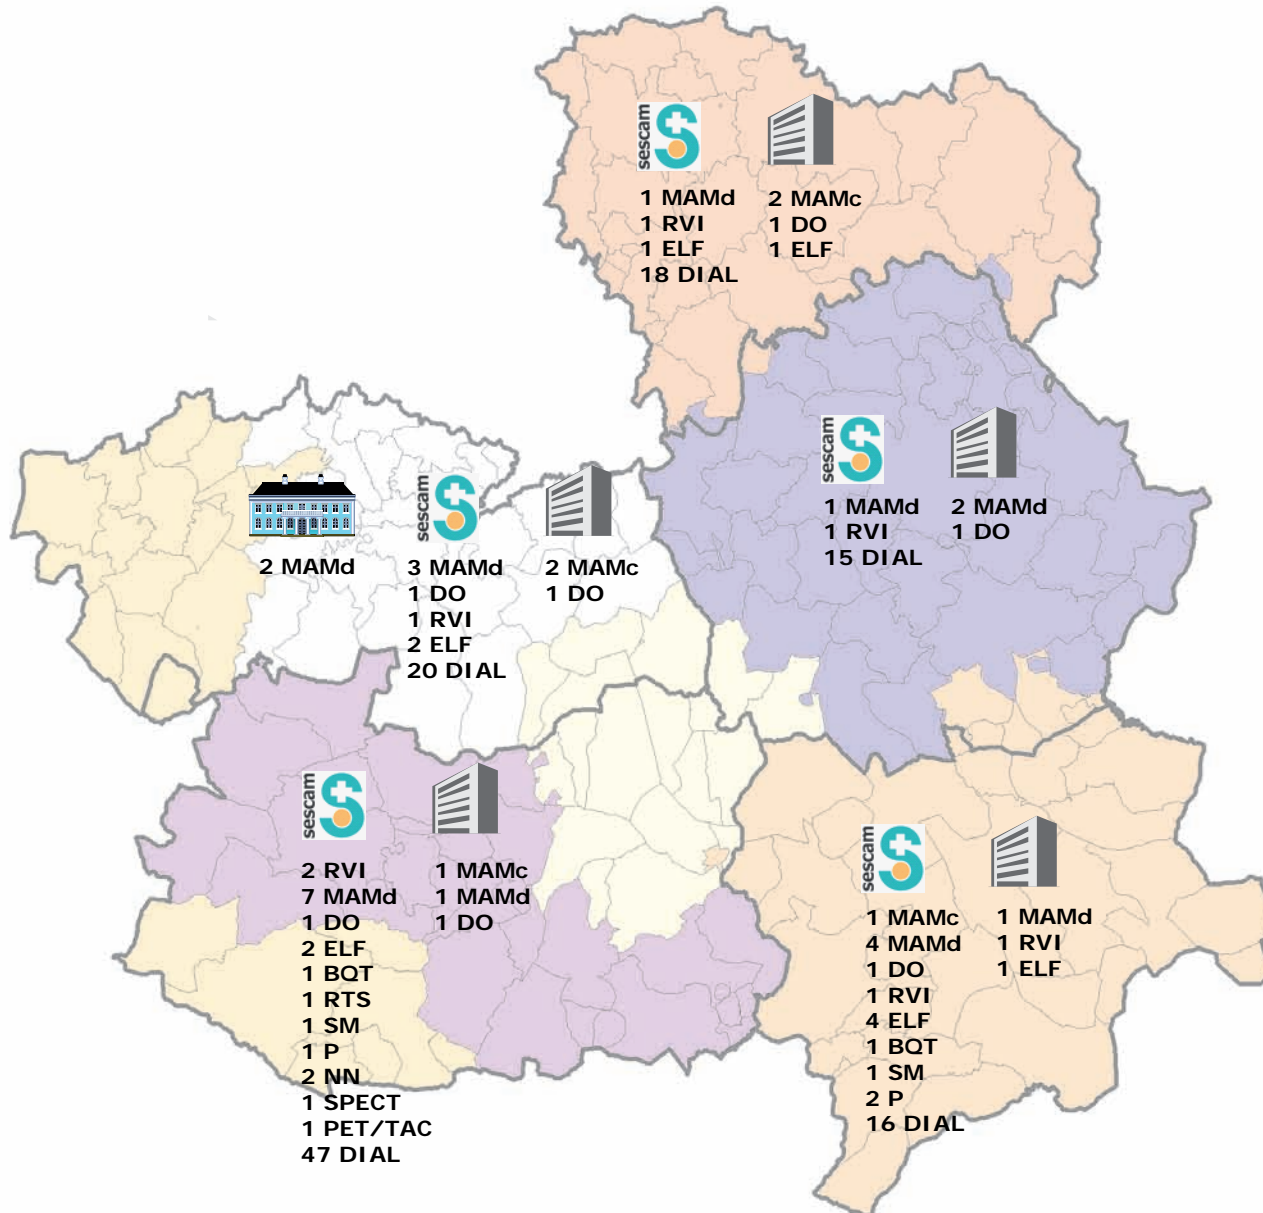 sescam
1 MAMd
1 RVI
1 ELF
18 DIAL
2 MAMc
1 DO
1 ELF
sescam
1 MAMd
1 RVI
15 DIAL
2 MAMd
1 DO
2 MAMd
sescam
3 MAMd
1 DO
1 RVI
2 ELF
20 DIAL
2 MAMc
1 DO
sescam
2 RVI
7 MAMd
1 DO
2 ELF
1 BQT
1 RTS
1 SM
1 P
2 NN
1 SPECT
1 PET/TAC
47 DIAL
1 MAMc
1 MAMd
1 DO
sescam
1 MAMc
4 MAMd
1 DO
1 RVI
4 ELF
1 BQT
1 SM
2 P
16 DIAL
1 MAMd
1 RVI
1 ELF